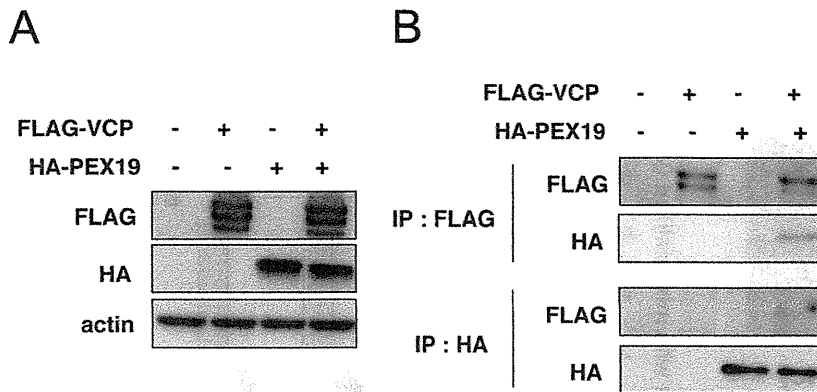 A
FLAG-VCP - + - +
HA-PEX19 - - + +
FLAG
HA
actin
B
FLAG-VCP - + - +
HA-PEX19 - - + +
IP : FLAG
FLAG
HA
IP : HA
FLAG
HA